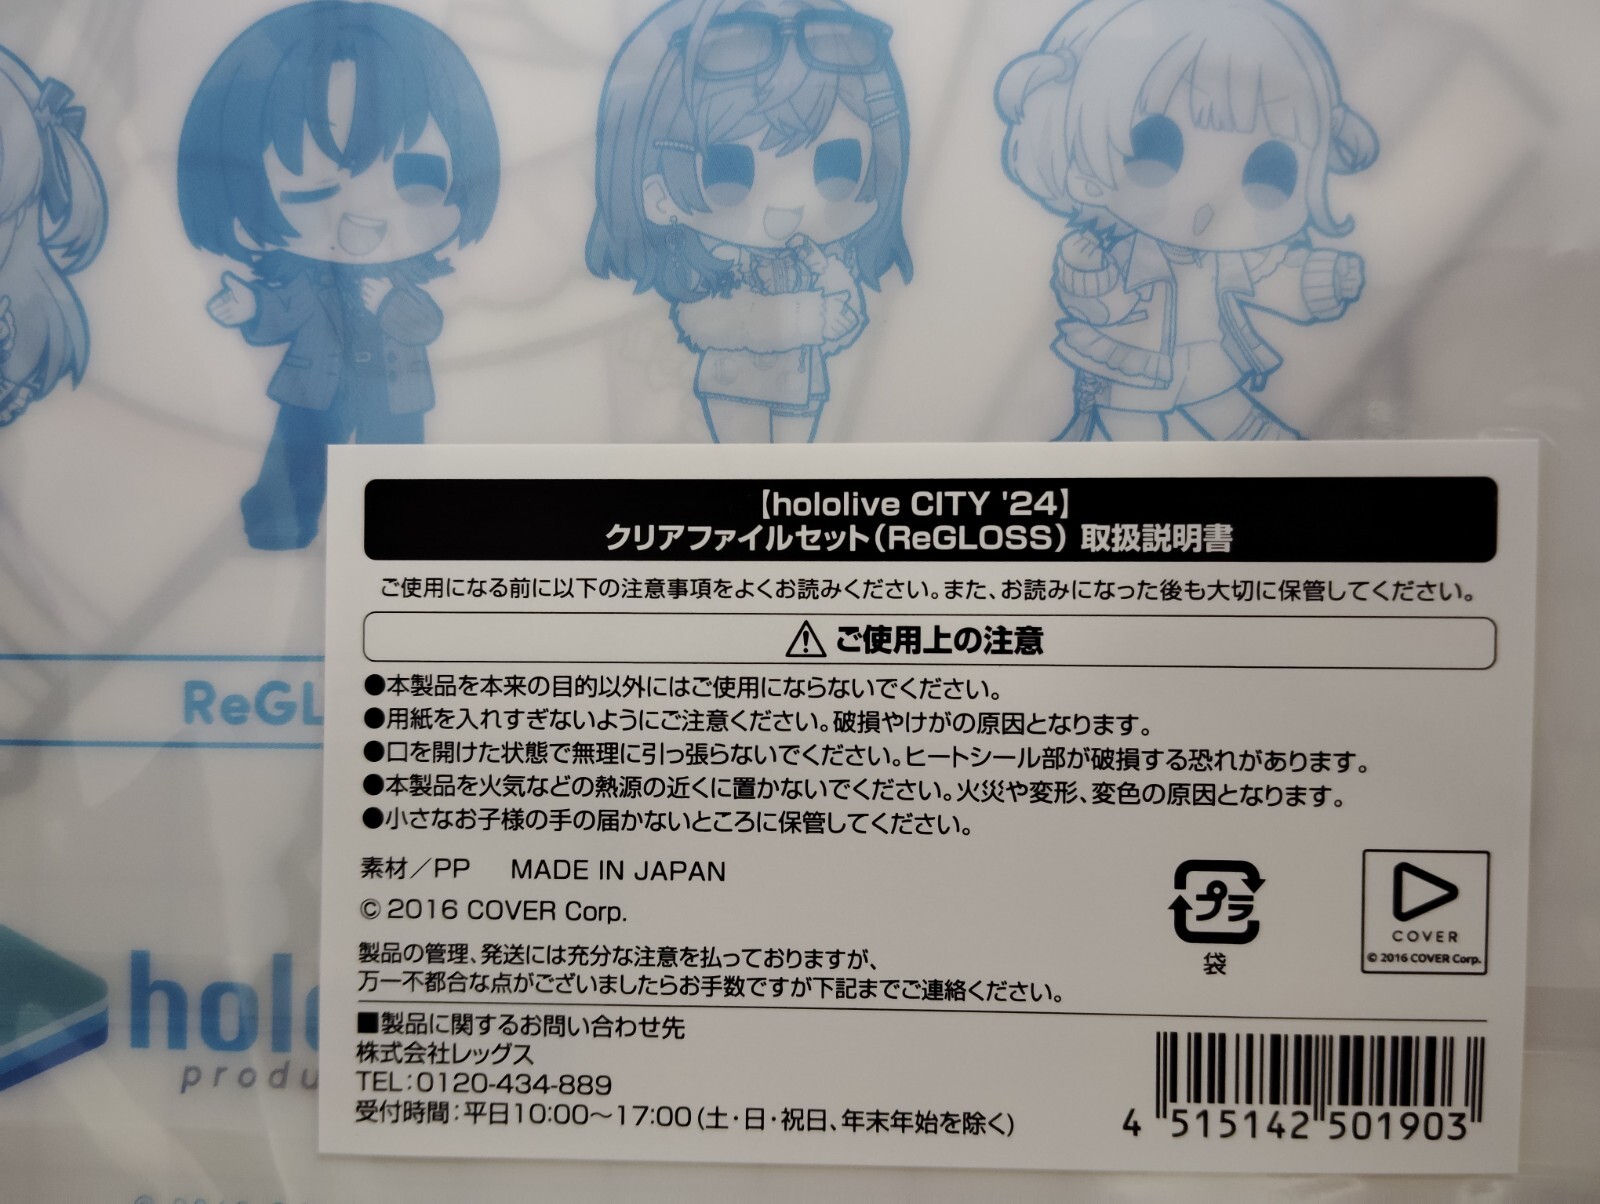 【hololive CITY '24】
クリアファイルセット(ReGLOSS) 取扱説明書
ご使用になる前に以下の注意事項をよくお読みください。また、お読みになった後も大切に保管してください。
ご使用上の注意
●本製品を本来の目的以外にはご使用にならないでください。
●用紙を入れすぎないようにご注意ください。破損やけがの原因となります。
●口を開けた状態で無理に引っ張らないでください。ヒートシール部が破損する恐れがあります。
●本製品を火気などの熱源の近くに置かないでください。火災や変形、変色の原因となります。
●小さなお子様の手の届かないところに保管してください。
素材/PP MADE IN JAPAN
© 2016 COVER Corp.
プラ
袋
COVER
© 2016 COVER Corp.
製品の管理、発送には充分な注意を払っておりますが、
万一不都合な点がございましたらお手数ですが下記までご連絡ください。
■製品に関するお問い合わせ先
株式会社レッグス
TEL:0120-434-889
受付時間:平日10:00～17:00(土・日・祝日、年末年始を除く)
4 515142 501903
ReGL
holo
produ